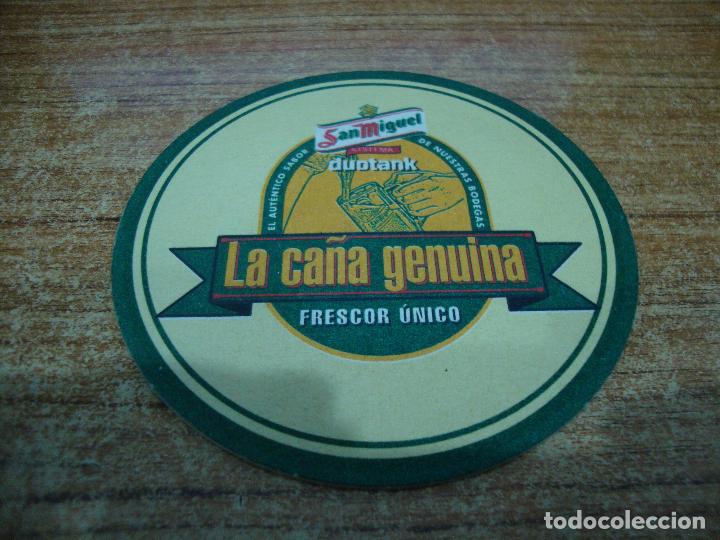 San Miguel
SISTEMA
duotank
EL AUTÉNTICO SABOR DE NUESTRAS BODEGAS
La caña genuina
FRESCOR ÚNICO
todocoleccion